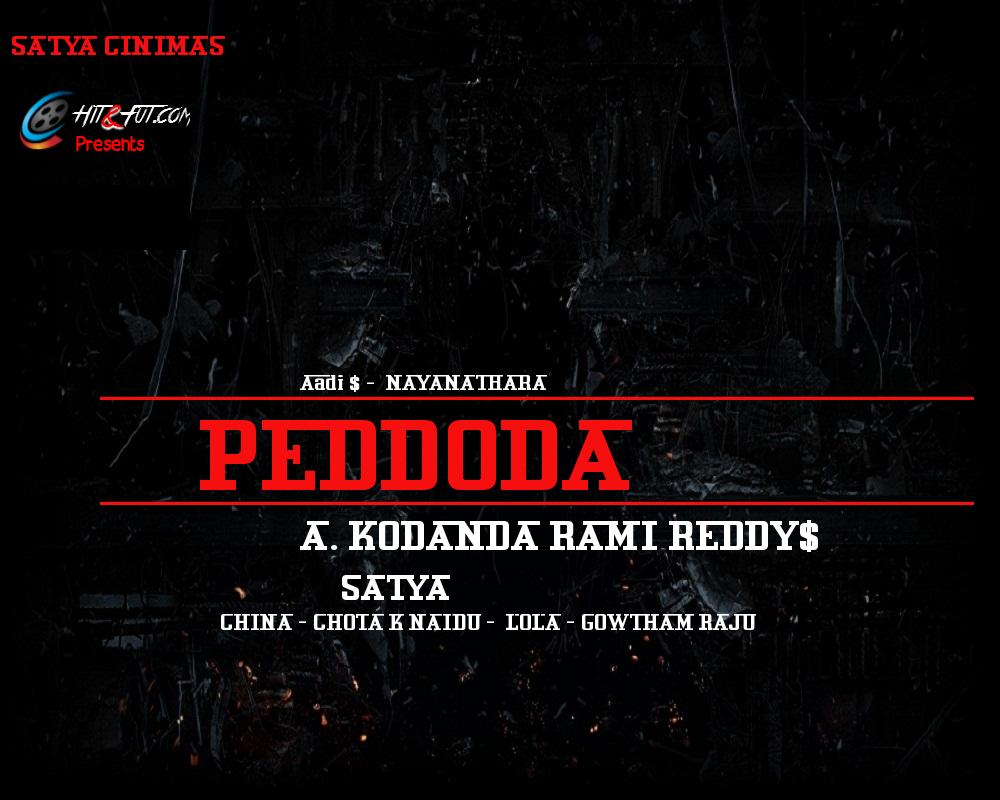 SATYA CINIMAS
HIT&FUT.COM
Presents
Aadi $ - NAYANATHARA
PEDDODA
A. KODANDA RAMI REDDY$
SATYA
CHINA - CHOTA K NAIDU - LOLA - GOWTHAM RAJU